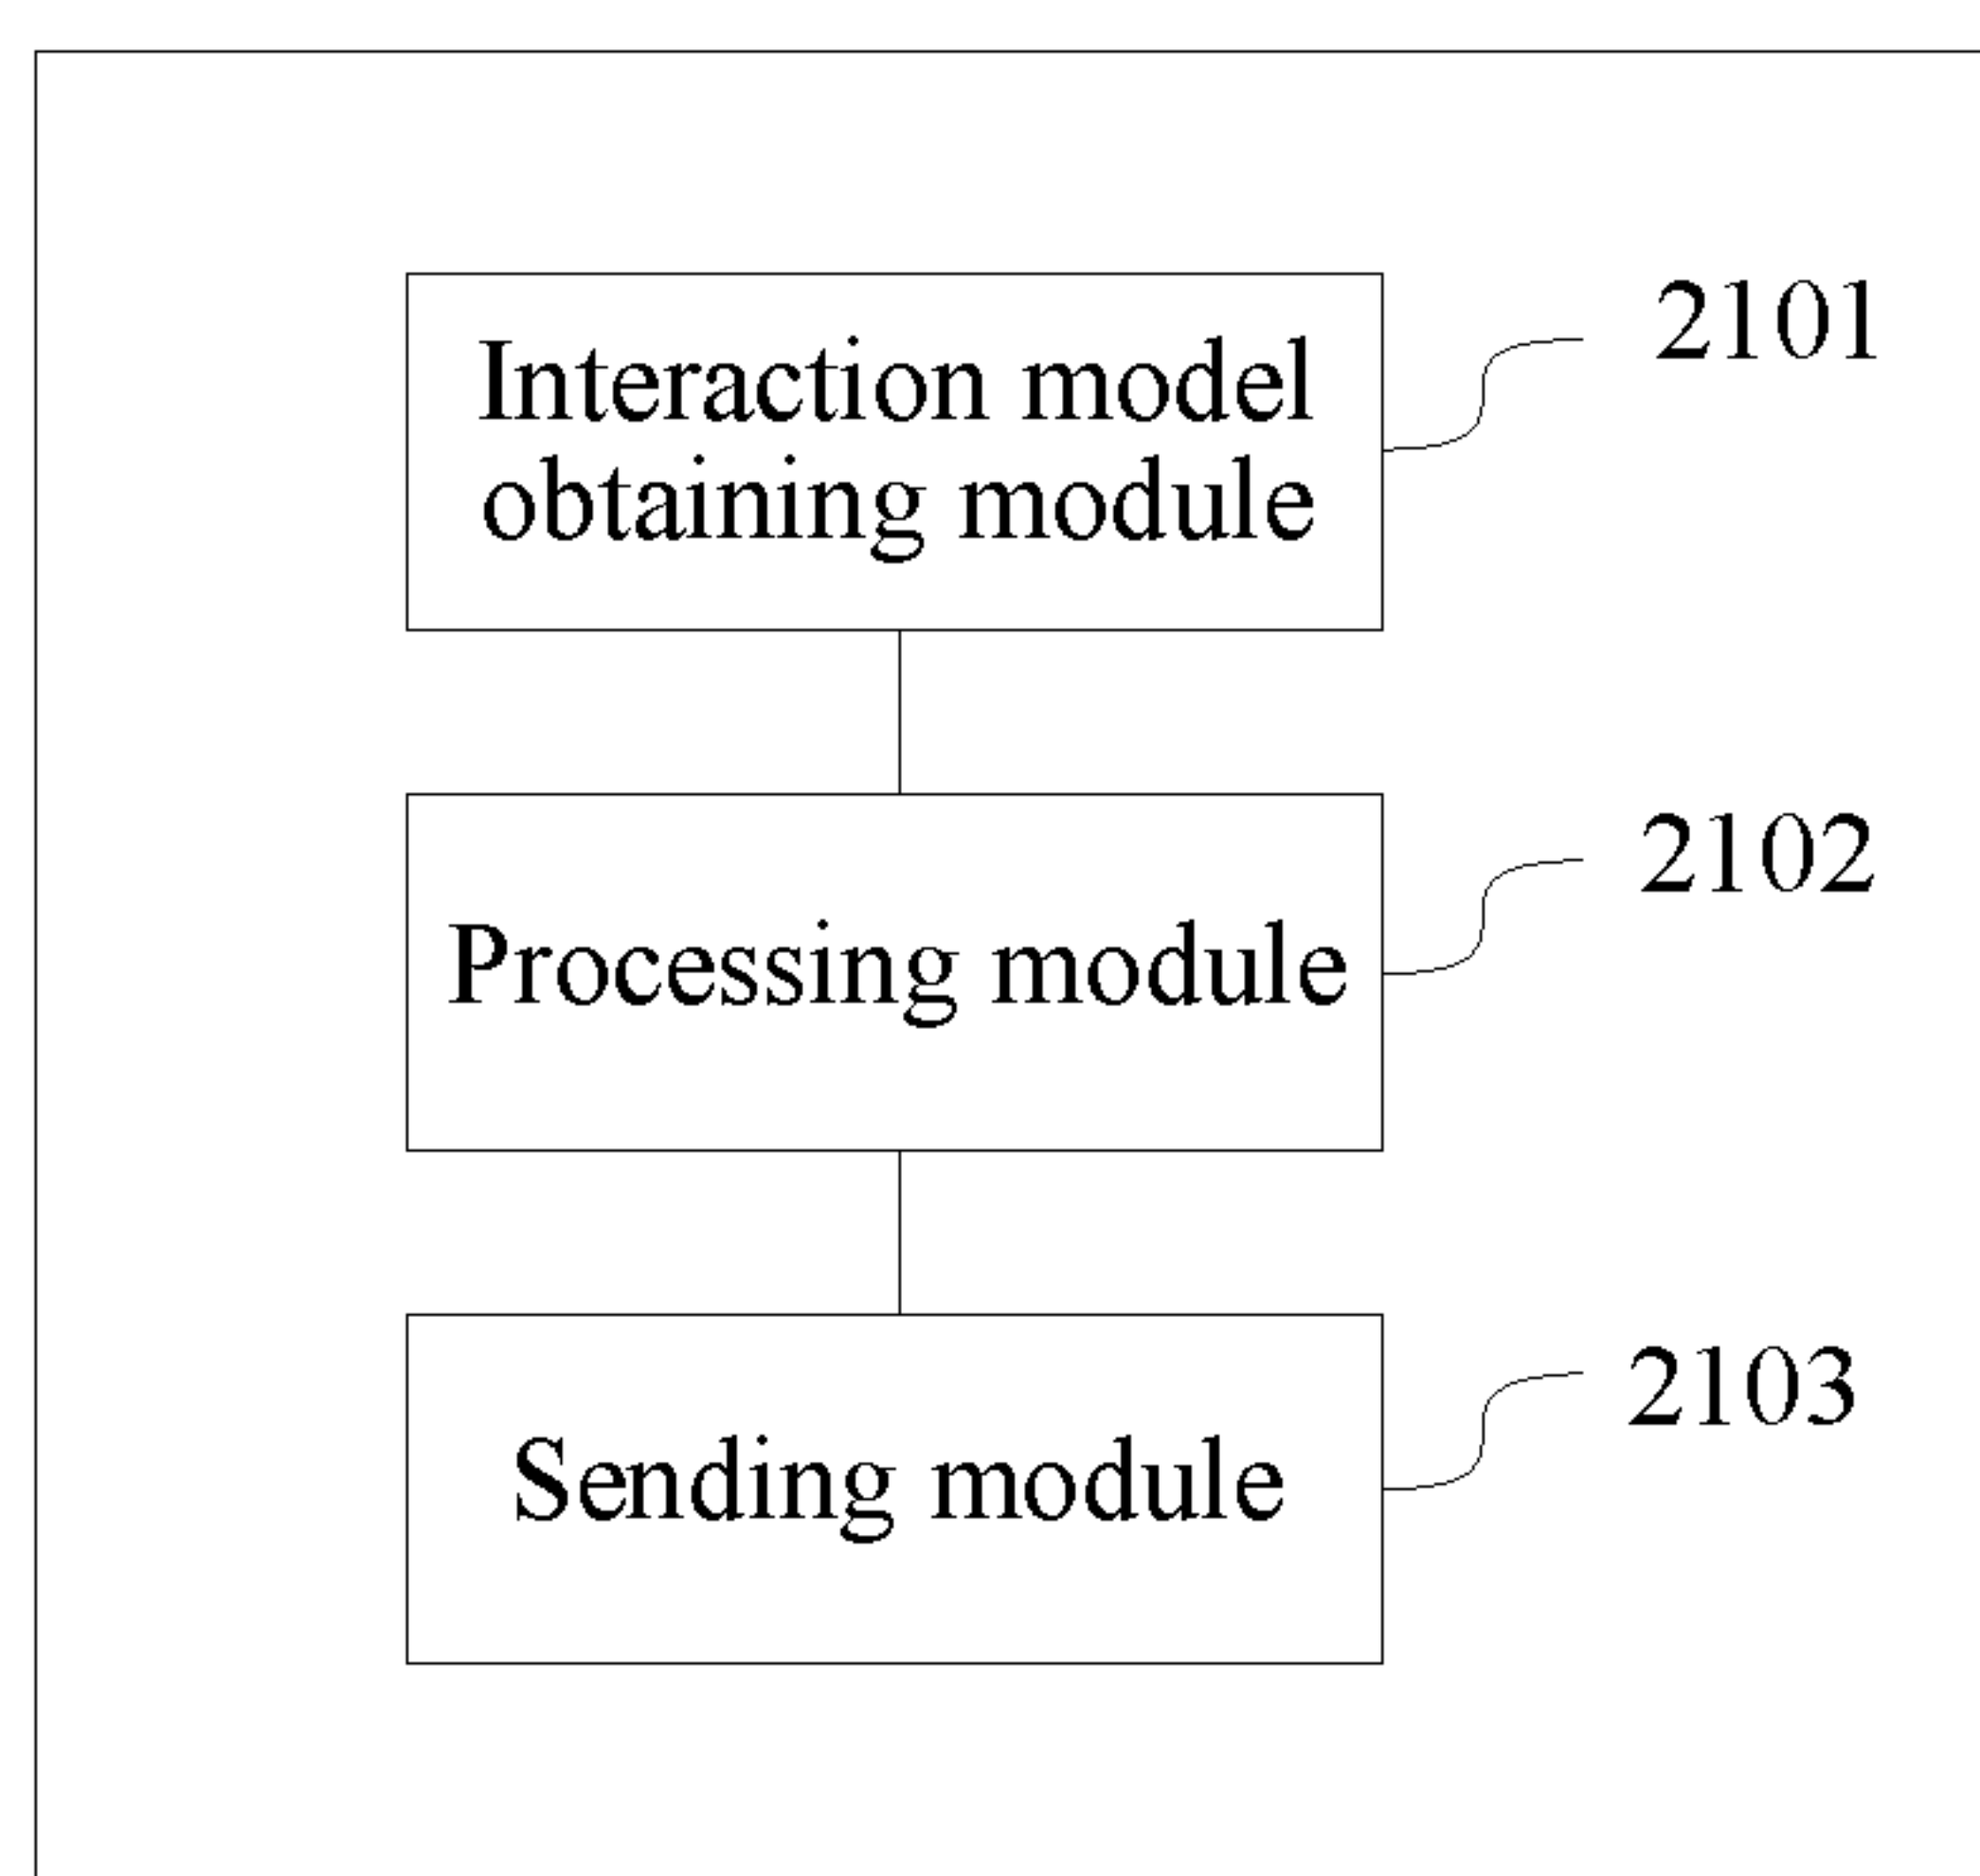 Interaction model
obtaining module
2101
Processing module
2102
Sending module
2103